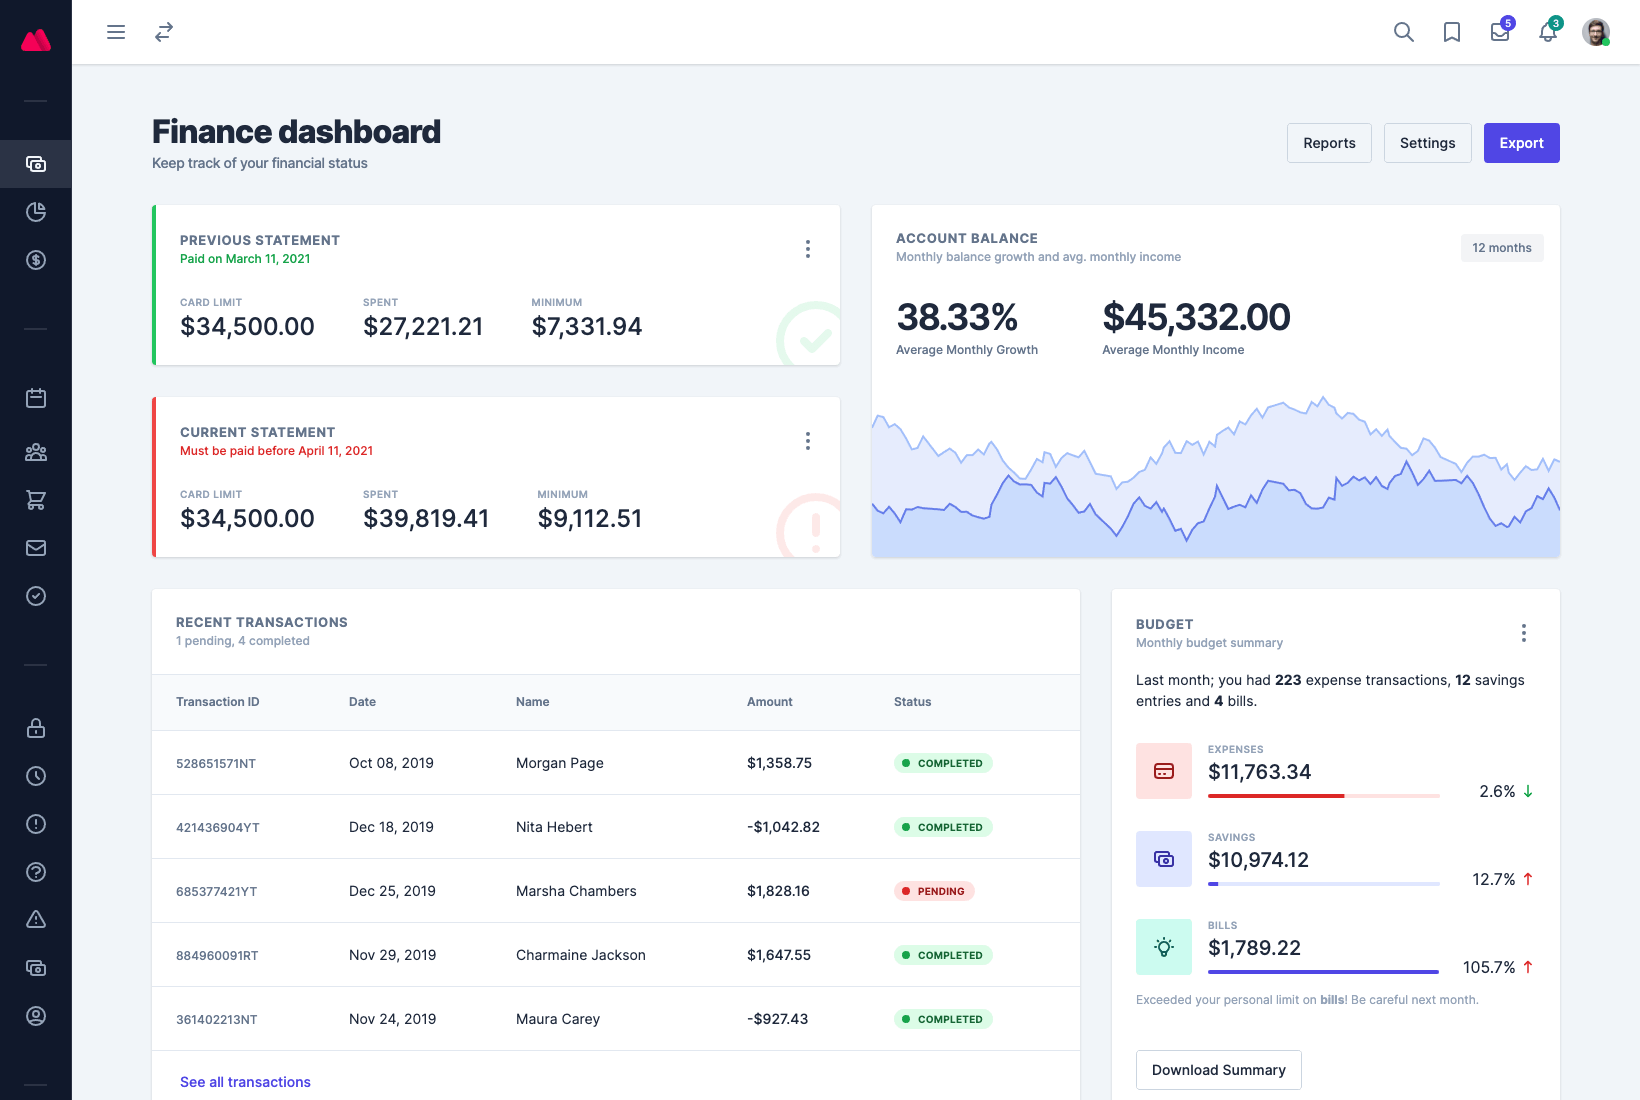 5
3
Finance dashboard
Keep track of your financial status
Reports
Settings
Export
PREVIOUS STATEMENT
Paid on March 11, 2021
CARD LIMIT
$34,500.00
SPENT
$27,221.21
MINIMUM
$7,331.94
ACCOUNT BALANCE
Monthly balance growth and avg. monthly income
12 months
38.33%
Average Monthly Growth
$45,332.00
Average Monthly Income
CURRENT STATEMENT
Must be paid before April 11, 2021
CARD LIMIT
$34,500.00
SPENT
$39,819.41
MINIMUM
$9,112.51
RECENT TRANSACTIONS
1 pending, 4 completed
Transaction ID Date Name Amount Status
528651571NT Oct 08, 2019 Morgan Page $1,358.75 COMPLETED
421436904YT Dec 18, 2019 Nita Hebert -$1,042.82 COMPLETED
685377421YT Dec 25, 2019 Marsha Chambers $1,828.16 PENDING
884960091RT Nov 29, 2019 Charmaine Jackson $1,647.55 COMPLETED
361402213NT Nov 24, 2019 Maura Carey -$927.43 COMPLETED
See all transactions
BUDGET
Monthly budget summary
Last month; you had 223 expense transactions, 12 savings
entries and 4 bills.
EXPENSES
$11,763.34
2.6%
SAVINGS
$10,974.12
12.7%
BILLS
$1,789.22
105.7%
Exceeded your personal limit on bills! Be careful next month.
Download Summary